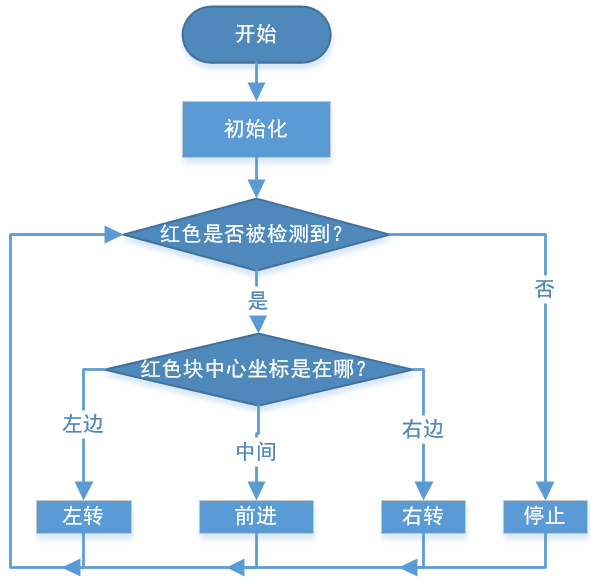 开始
初始化
红色是否被检测到？
是
否
红色块中心坐标是在哪？
左边
中间
右边
左转
前进
右转
停止